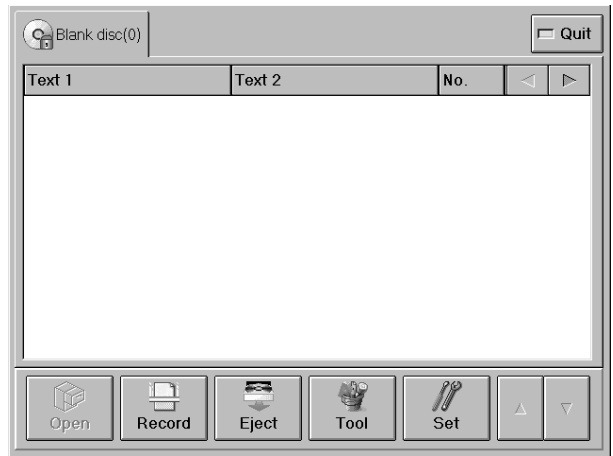 Blank disc(0)
Quit
Text 1 Text 2 No.
Open Record Eject Tool Set